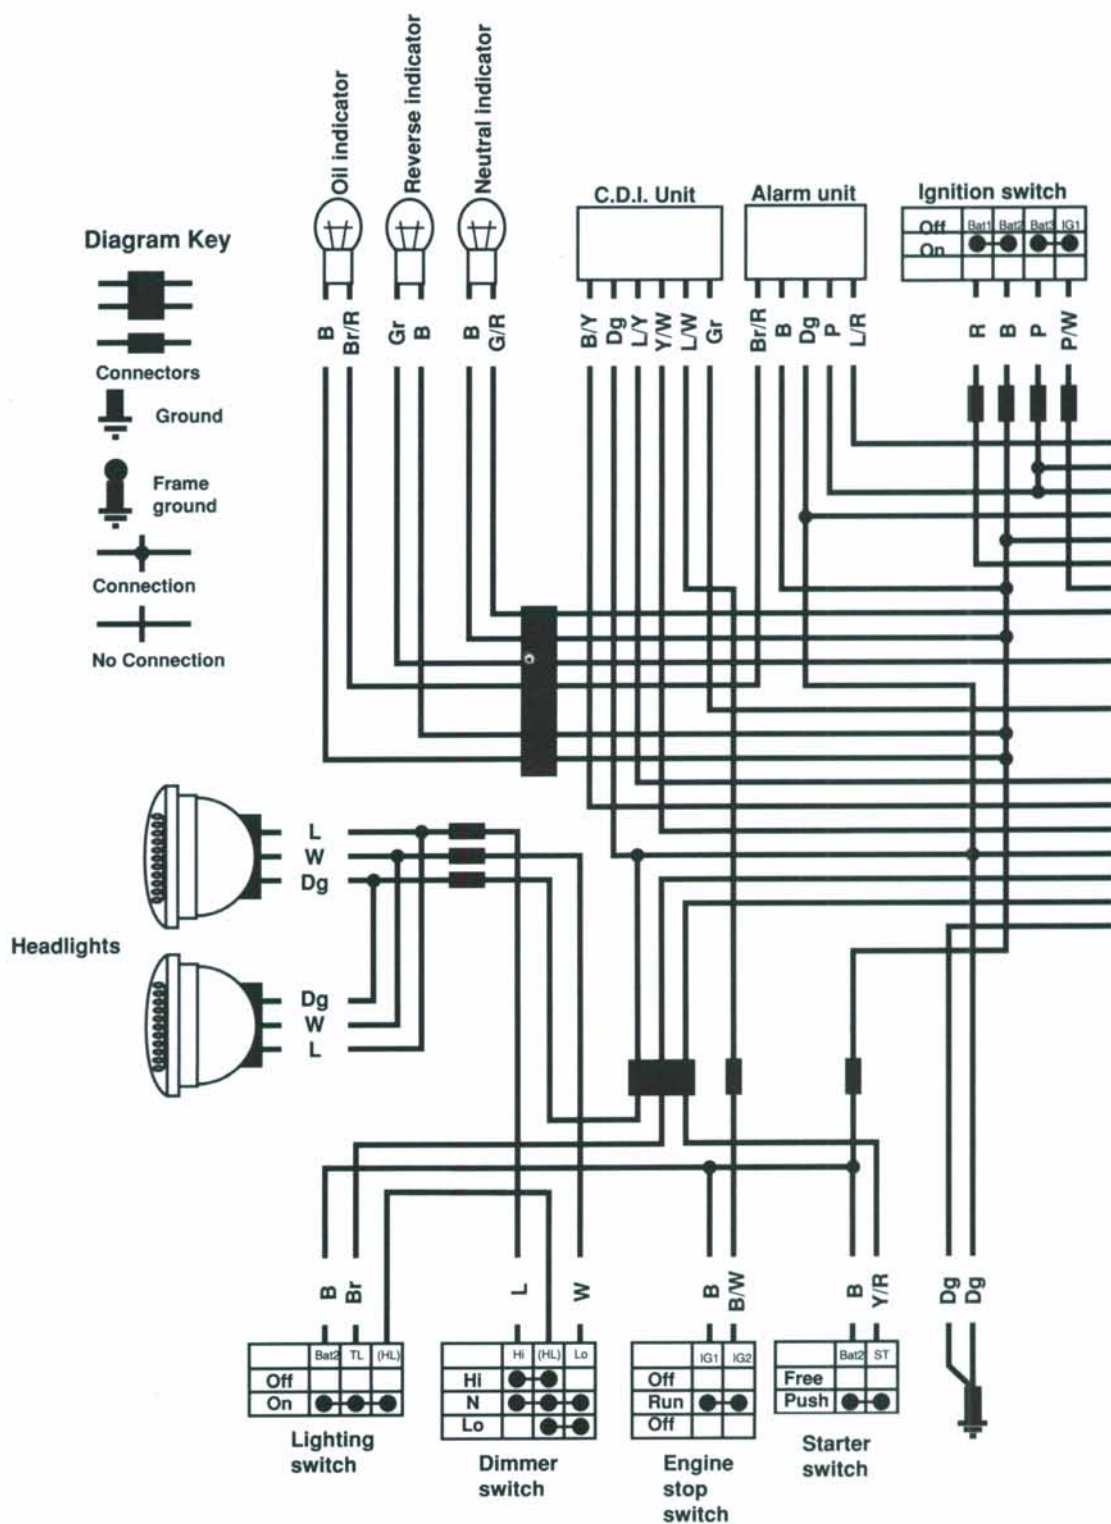 Oil indicator
Reverse indicator
Neutral indicator
C.D.I. Unit
Alarm unit
Ignition switch
Off
Bat1 Bat2 Bat3 IG1
On
Diagram Key
Connectors
Ground
Frame
ground
Connection
No Connection
B Br/R Gr B B G/R B/Y Dg L/Y Y/W L/W Gr Br/R B Dg P L/R R B P P/W
L
W
Dg
Headlights
Dg
W
L
B Br L W B B/W B Y/R Dg Dg
Bat2 TL (HL)
Off
On
Lighting
switch
Hi (HL) Lo
Hi
N
Lo
Dimmer
switch
IG1 IG2
Off
Run
Off
Engine
stop
switch
Bat2 ST
Free
Push
Starter
switch